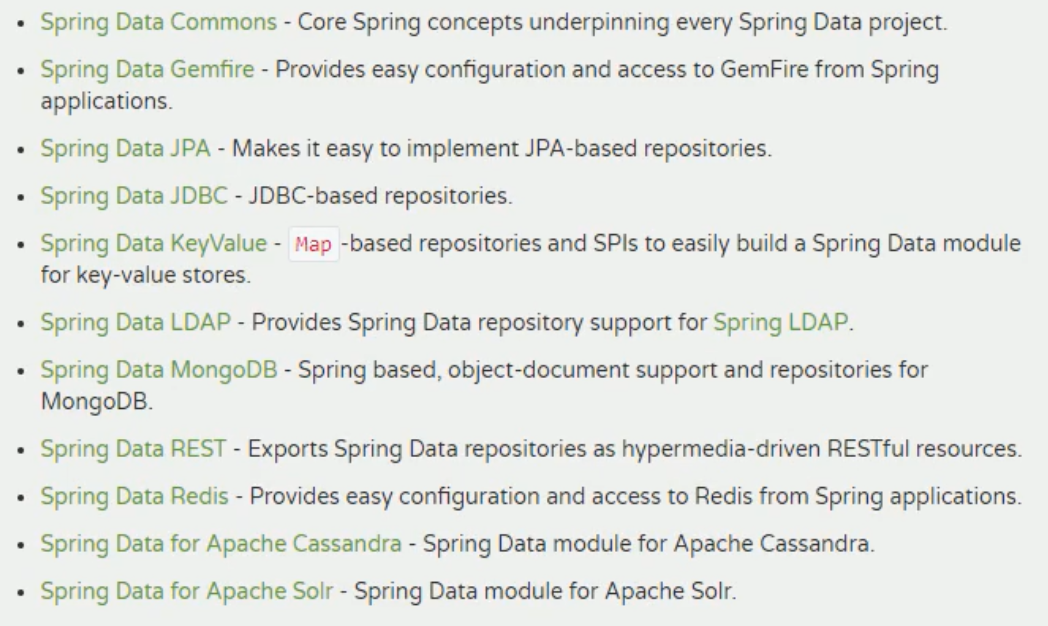 • Spring Data Commons - Core Spring concepts underpinning every Spring Data project.
• Spring Data Gemfire - Provides easy configuration and access to GemFire from Spring
applications.
• Spring Data JPA - Makes it easy to implement JPA-based repositories.
• Spring Data JDBC - JDBC-based repositories.
• Spring Data KeyValue - Map -based repositories and SPIs to easily build a Spring Data module
for key-value stores.
• Spring Data LDAP - Provides Spring Data repository support for Spring LDAP.
• Spring Data MongoDB - Spring based, object-document support and repositories for
MongoDB.
• Spring Data REST - Exports Spring Data repositories as hypermedia-driven RESTful resources.
• Spring Data Redis - Provides easy configuration and access to Redis from Spring applications.
• Spring Data for Apache Cassandra - Spring Data module for Apache Cassandra.
• Spring Data for Apache Solr - Spring Data module for Apache Solr.